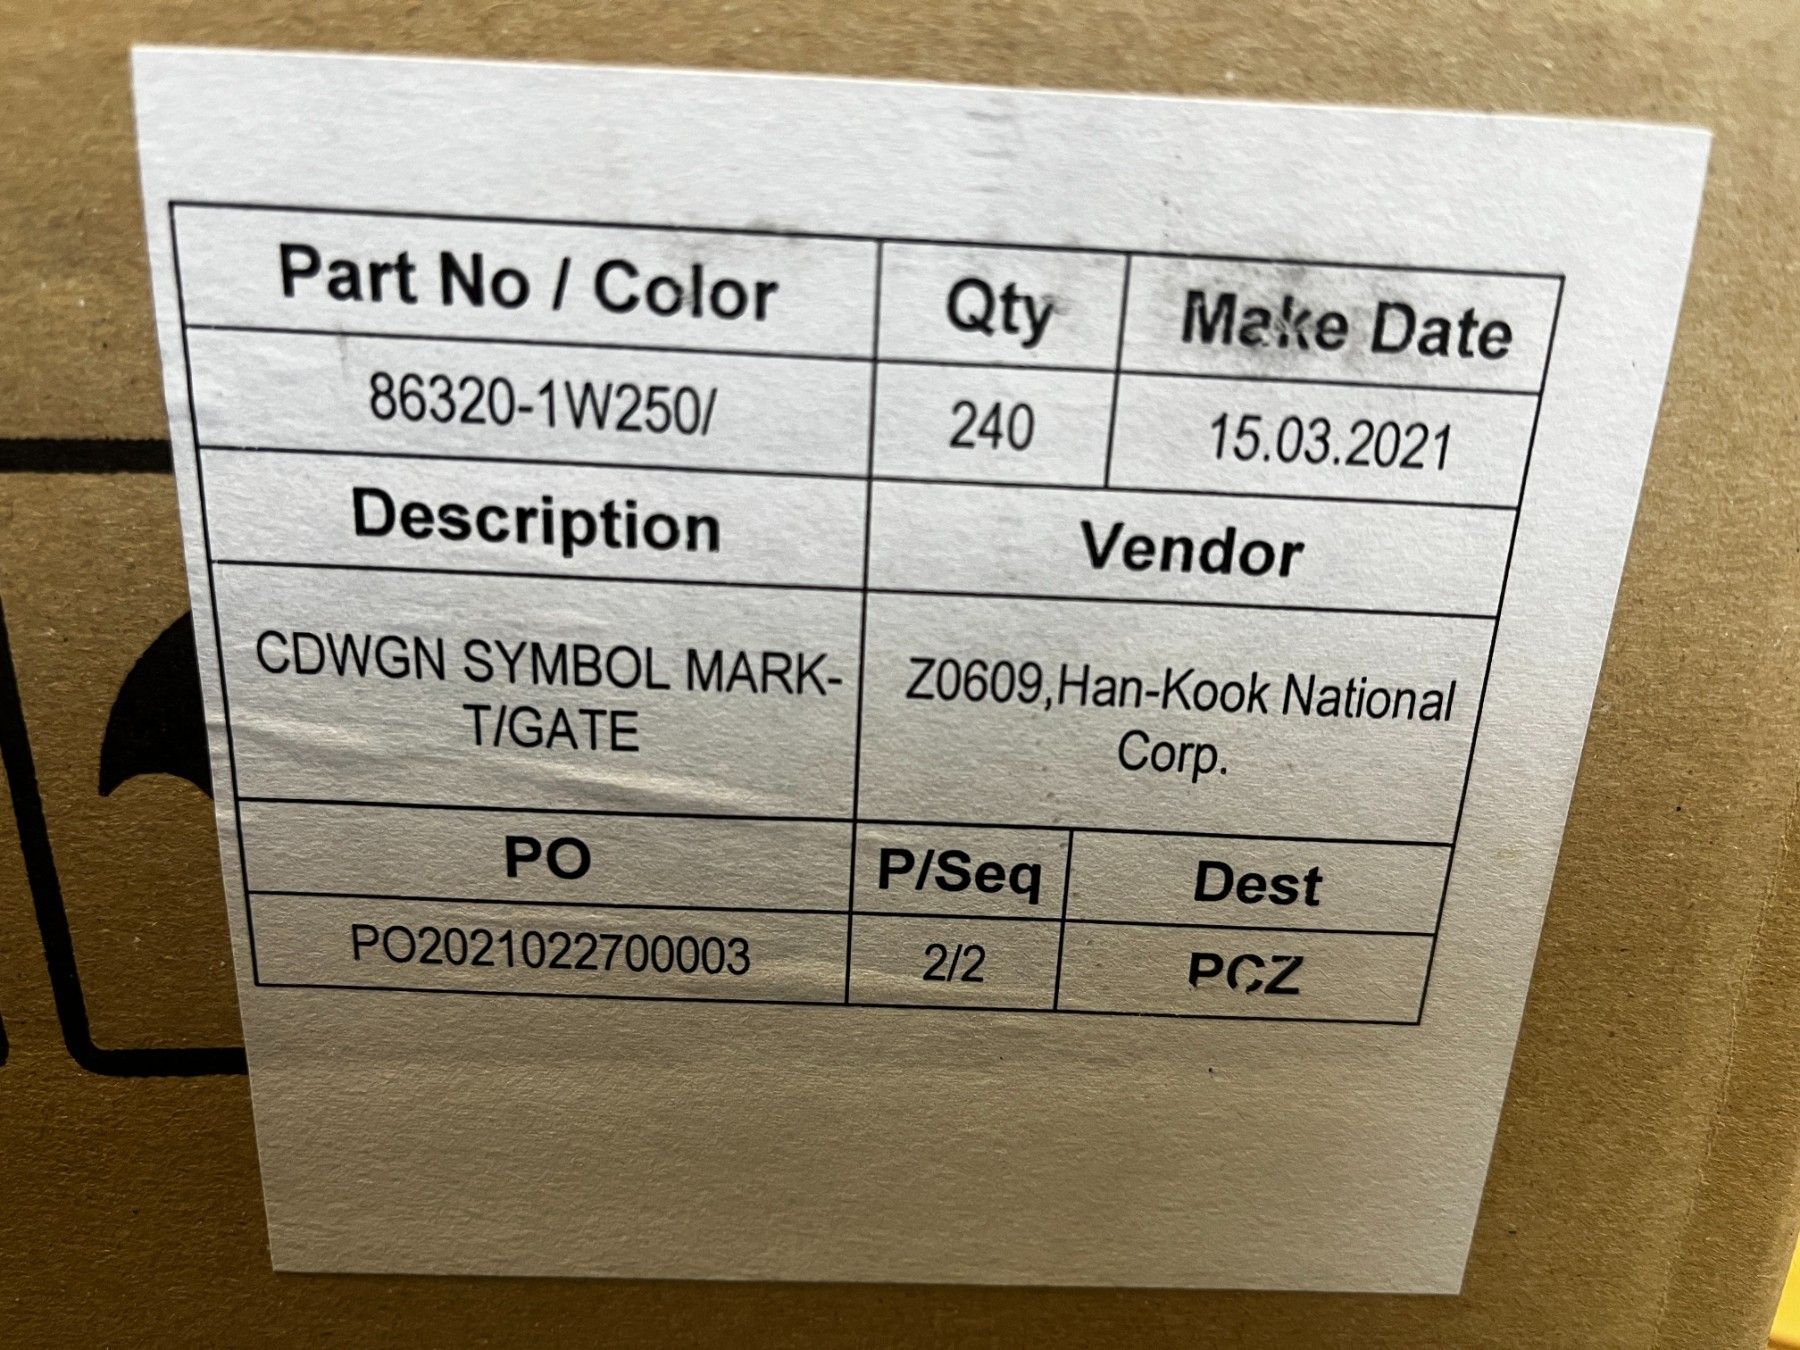 Part No / Color Qty Make Date
86320-1W250/ 240 15.03.2021
Description Vendor
CDWGN SYMBOL MARK-
T/GATE
Z0609,Han-Kook National
Corp.
PO P/Seq Dest
PO2021022700003 2/2 PCZ